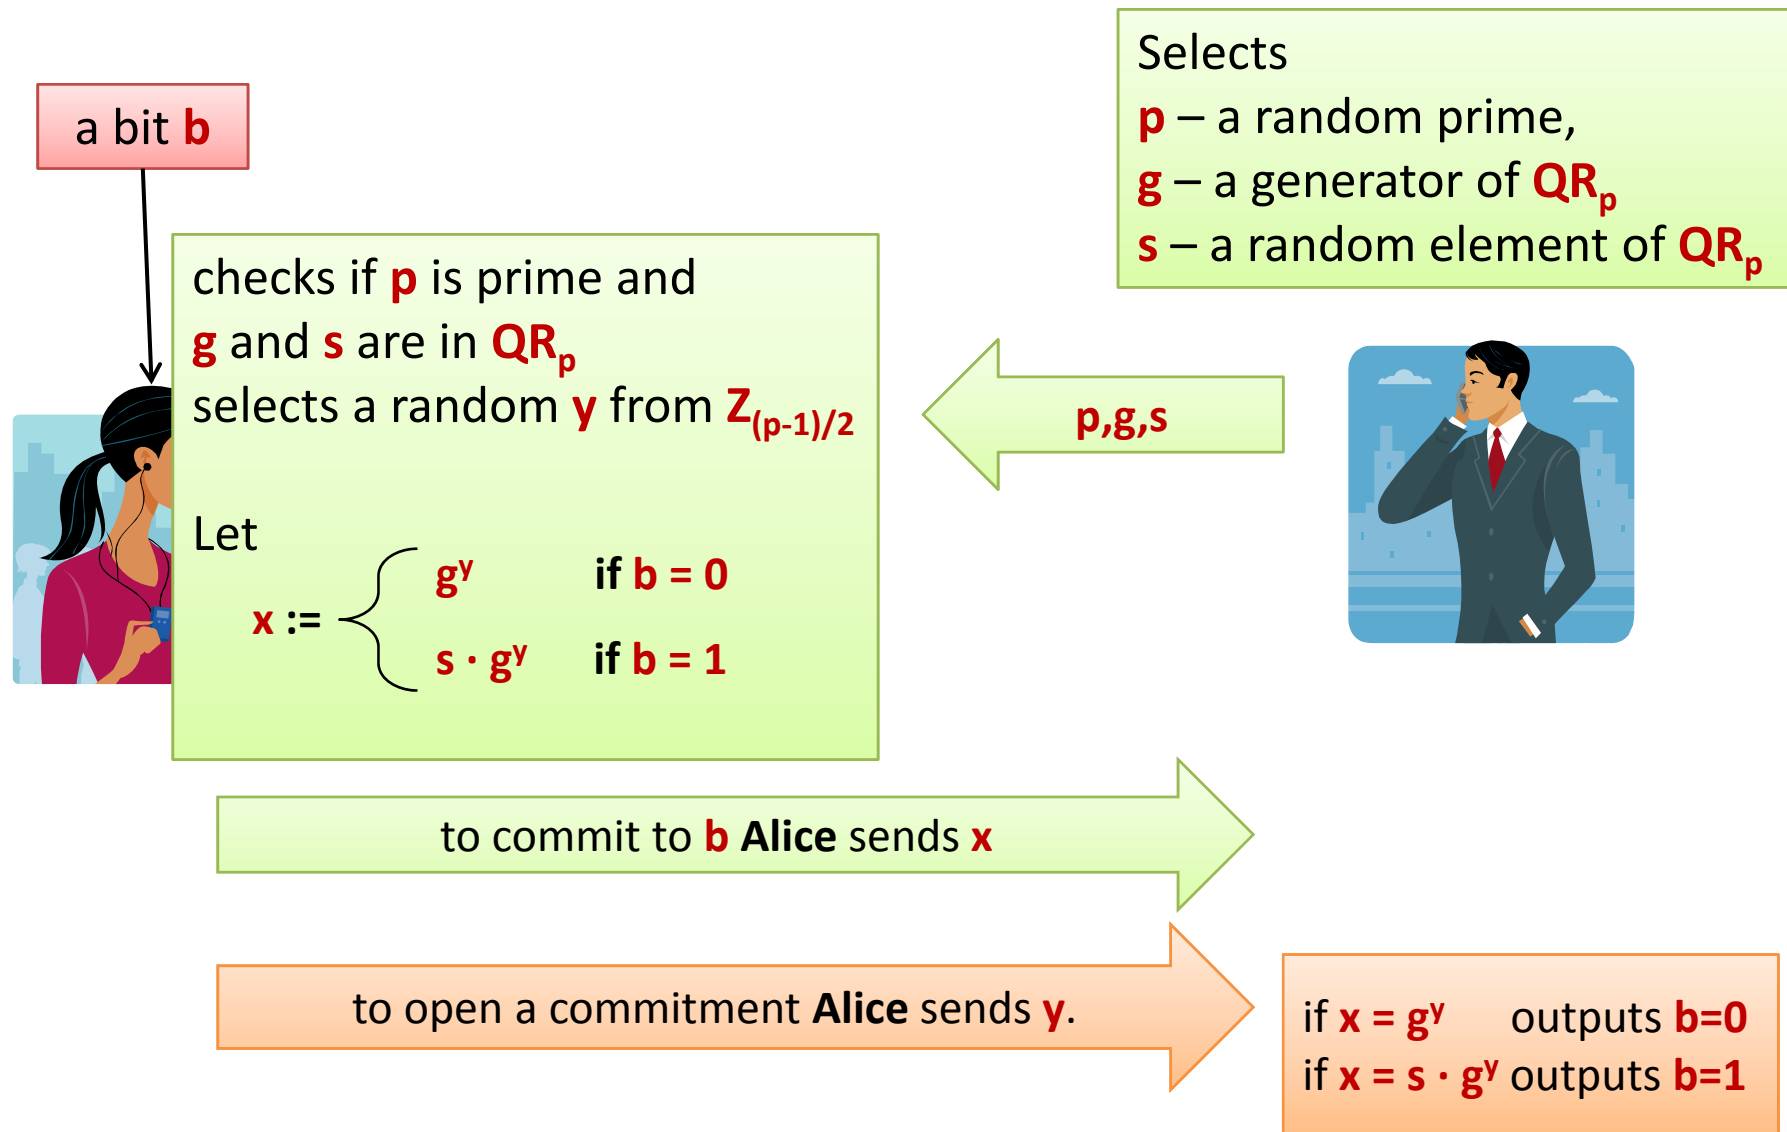 a bit b
Selects
p – a random prime,
g – a generator of QRp
s – a random element of QRp
checks if p is prime and
g and s are in QRp
selects a random y from Z(p-1)/2
p,g,s
Let
x :=
gʸ if b = 0
s · gʸ if b = 1
to commit to b Alice sends x
to open a commitment Alice sends y.
if x = gʸ outputs b=0
if x = s · gʸ outputs b=1